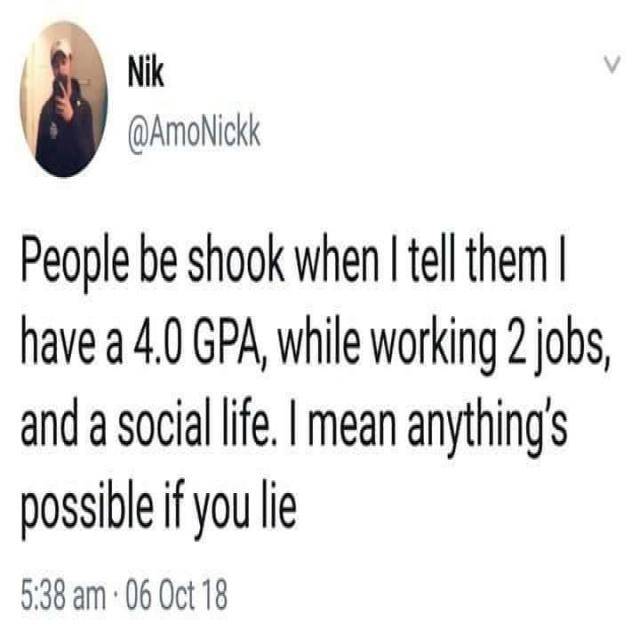 Nik
@AmoNickk
People be shook when I tell them I
have a 4.0 GPA, while working 2 jobs,
and a social life. I mean anything's
possible if you lie
5:38 am · 06 Oct 18